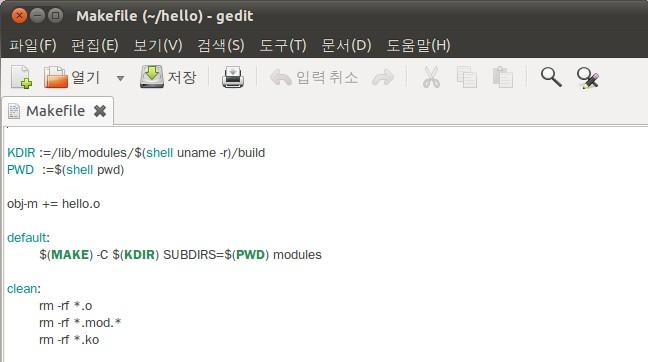 Makefile (~/hello) - gedit
파일(F) 편집(E) 보기(V) 검색(S) 도구(T) 문서(D) 도움말(H)
열기 저장 입력 취소
Makefile
KDIR :=/lib/modules/$(shell uname -r)/build
PWD :=$(shell pwd)
obj-m += hello.o
default:
$(MAKE) -C $(KDIR) SUBDIRS=$(PWD) modules
clean:
rm -rf *.o
rm -rf *.mod.*
rm -rf *.ko